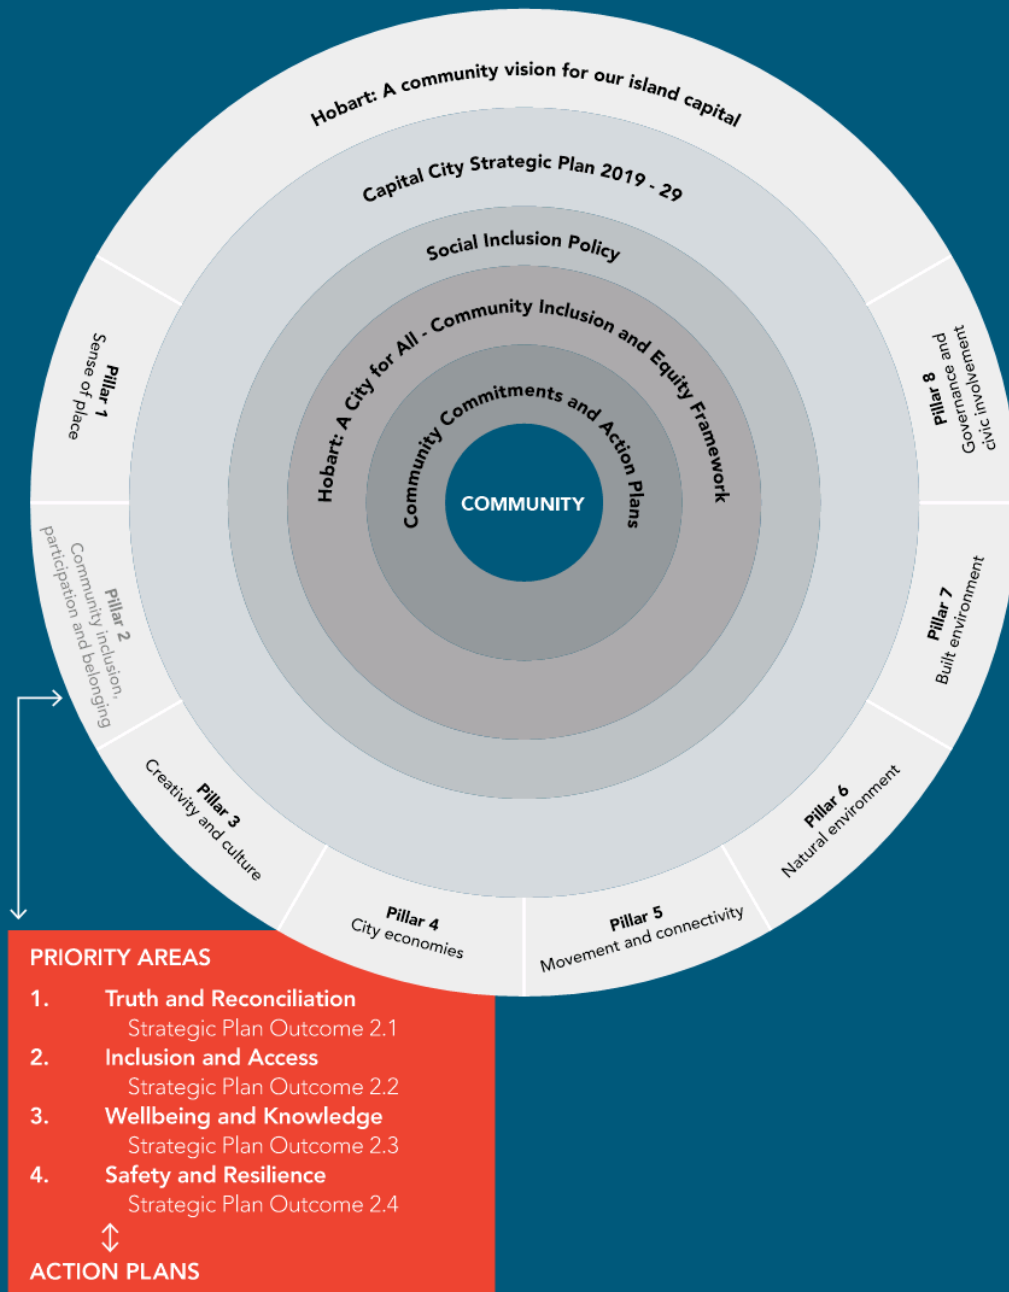 Hobart: A community vision for our island capital
Capital City Strategic Plan 2019 - 29
Social Inclusion Policy
Hobart: A City for All - Community Inclusion and Equity Framework
Community Commitments and Action Plans
COMMUNITY
Pillar 1
Sense of place
Pillar 2
Community inclusion,
participation and belonging
Pillar 3
Creativity and culture
Pillar 4
City economies
Pillar 5
Movement and connectivity
Pillar 6
Natural environment
Pillar 7
Built environment
Pillar 8
Governance and
civic involvement
PRIORITY AREAS
1. Truth and Reconciliation
Strategic Plan Outcome 2.1
2. Inclusion and Access
Strategic Plan Outcome 2.2
3. Wellbeing and Knowledge
Strategic Plan Outcome 2.3
4. Safety and Resilience
Strategic Plan Outcome 2.4
ACTION PLANS